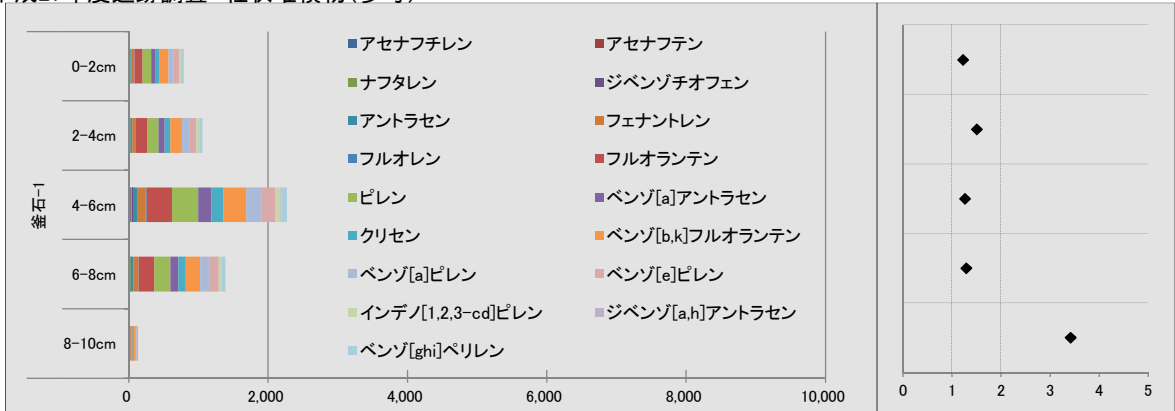 アセナフチレン アセナフテン
0-2cm
ナフタレン ジベンゾチオフェン
アントラセン フェナントレン
2-4cm
フルオレン フルオランテン
釜石-1
4-6cm
ピレン ベンゾ[a]アントラセン
クリセン ベンゾ[b,k]フルオランテン
6-8cm
ベンゾ[a]ピレン ベンゾ[e]ピレン
インデノ[1,2,3-cd]ピレン ジベンゾ[a,h]アントラセン
8-10cm
ベンゾ[ghi]ペリレン
0 2,000 4,000 6,000 8,000 10,000
0 1 2 3 4 5